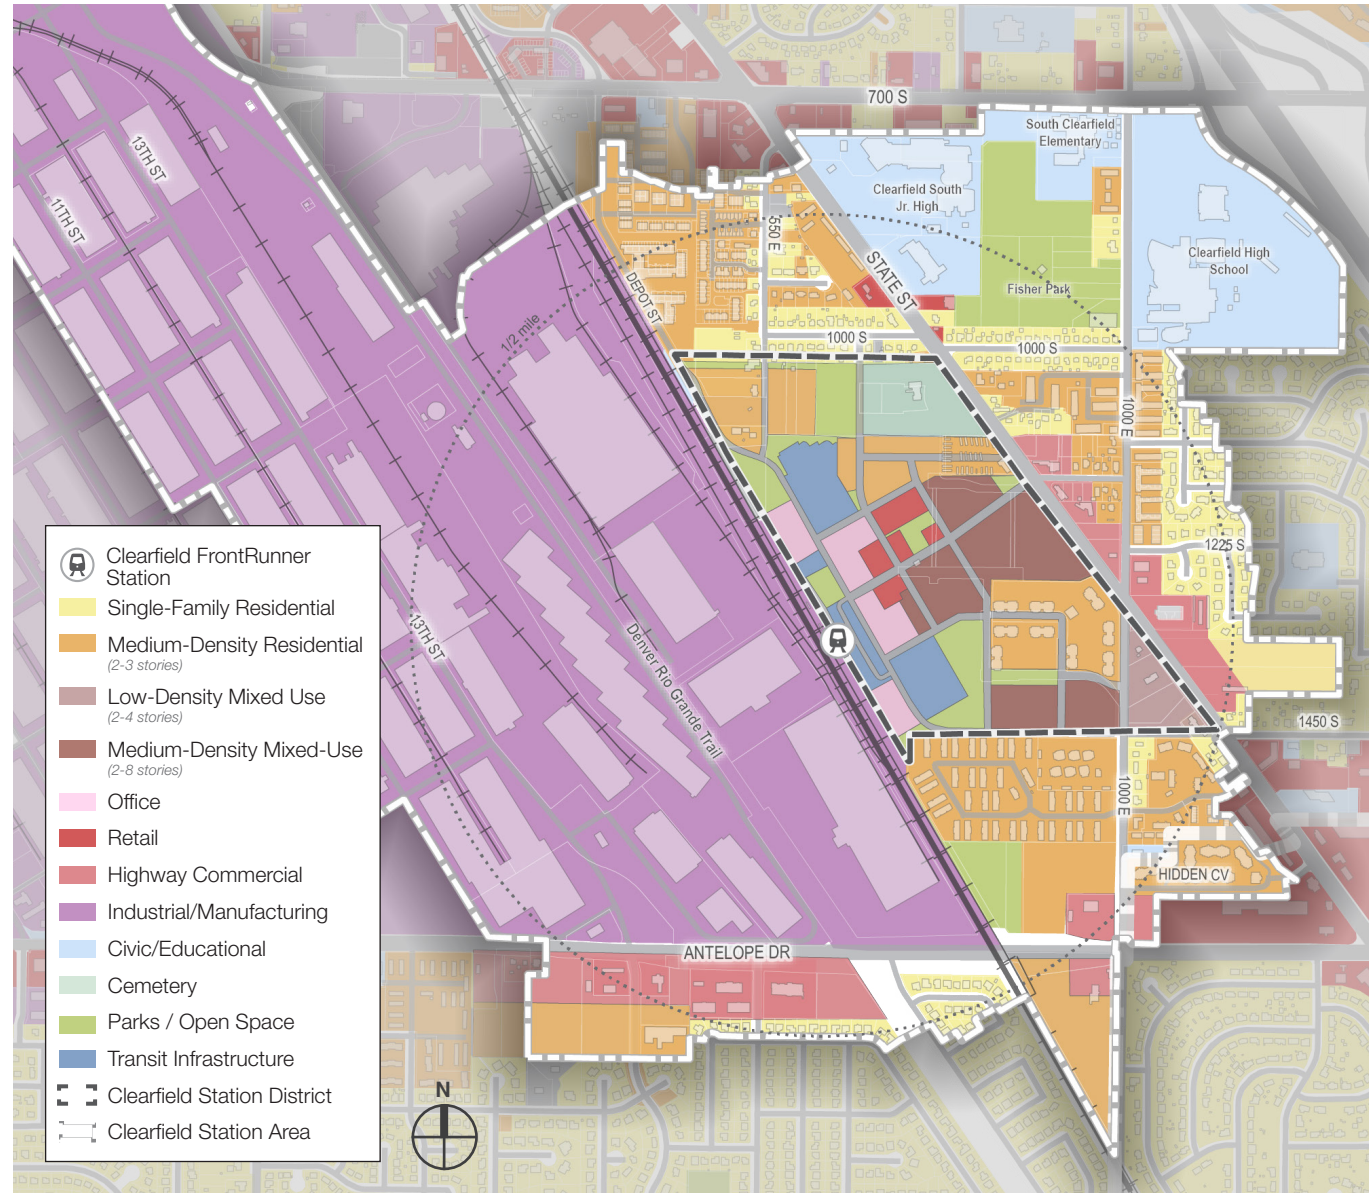 700 S
South Clearfield
Elementary
13TH ST
11TH ST
Clearfield South
Jr. High
550 E
STATE ST
Clearfield High
School
DEPOT ST
Fisher Park
1/2 mile
1000 S
1000 S
1000 E
1225 S
13TH ST
Denver Rio Grande Trail
1450 S
1000 E
HIDDEN CV
ANTELOPE DR
Clearfield FrontRunner
Station
Single-Family Residential
Medium-Density Residential
(2-3 stories)
Low-Density Mixed Use
(2-4 stories)
Medium-Density Mixed-Use
(2-8 stories)
Office
Retail
Highway Commercial
Industrial/Manufacturing
Civic/Educational
Cemetery
Parks / Open Space
Transit Infrastructure
Clearfield Station District
Clearfield Station Area
N